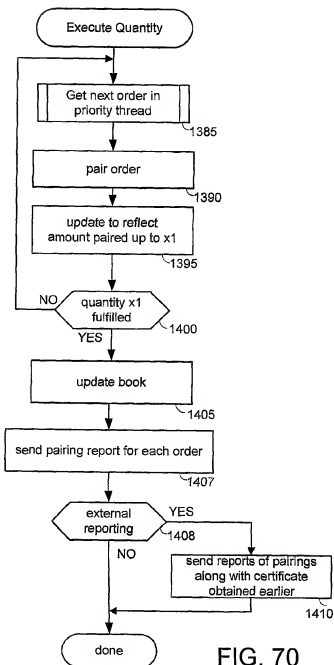 Execute Quantity
Get next order in
priority thread
1385
pair order
1390
update to reflect
amount paired up to x1
1395
NO
quantity x1
fulfilled
1400
YES
update book
1405
send pairing report for each order
1407
external
reporting
YES
1408
NO
send reports of pairings
along with certificate
obtained earlier
1410
done
FIG. 70